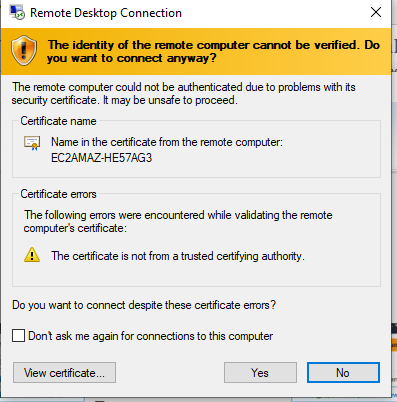 Remote Desktop Connection
The identity of the remote computer cannot be verified. Do
you want to connect anyway?
The remote computer could not be authenticated due to problems with its
security certificate. It may be unsafe to proceed.
Certificate name
Name in the certificate from the remote computer:
EC2AMAZ-HE57AG3
Certificate errors
The following errors were encountered while validating the remote
computer's certificate:
The certificate is not from a trusted certifying authority.
Do you want to connect despite these certificate errors?
Don't ask me again for connections to this computer
View certificate...
Yes
No